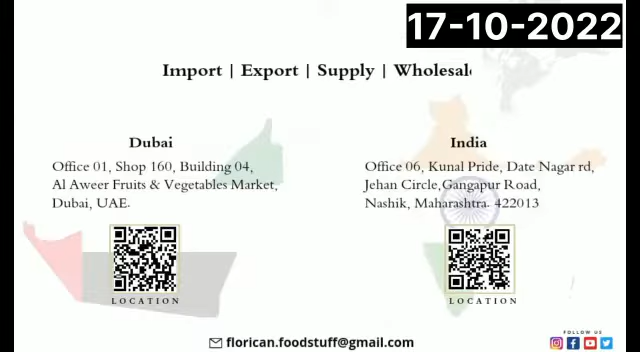 17-10-2022
Import | Export | Supply | Wholesale
Dubai
Office 01, Shop 160, Building 04,
Al Aweer Fruits & Vegetables Market,
Dubai, UAE.
LOCATION
India
Office 06, Kunal Pride, Date Nagar rd,
Jehan Circle,Gangapur Road,
Nashik, Maharashtra. 422013
LOCATION
florican.foodstuff@gmail.com
FOLLOW US